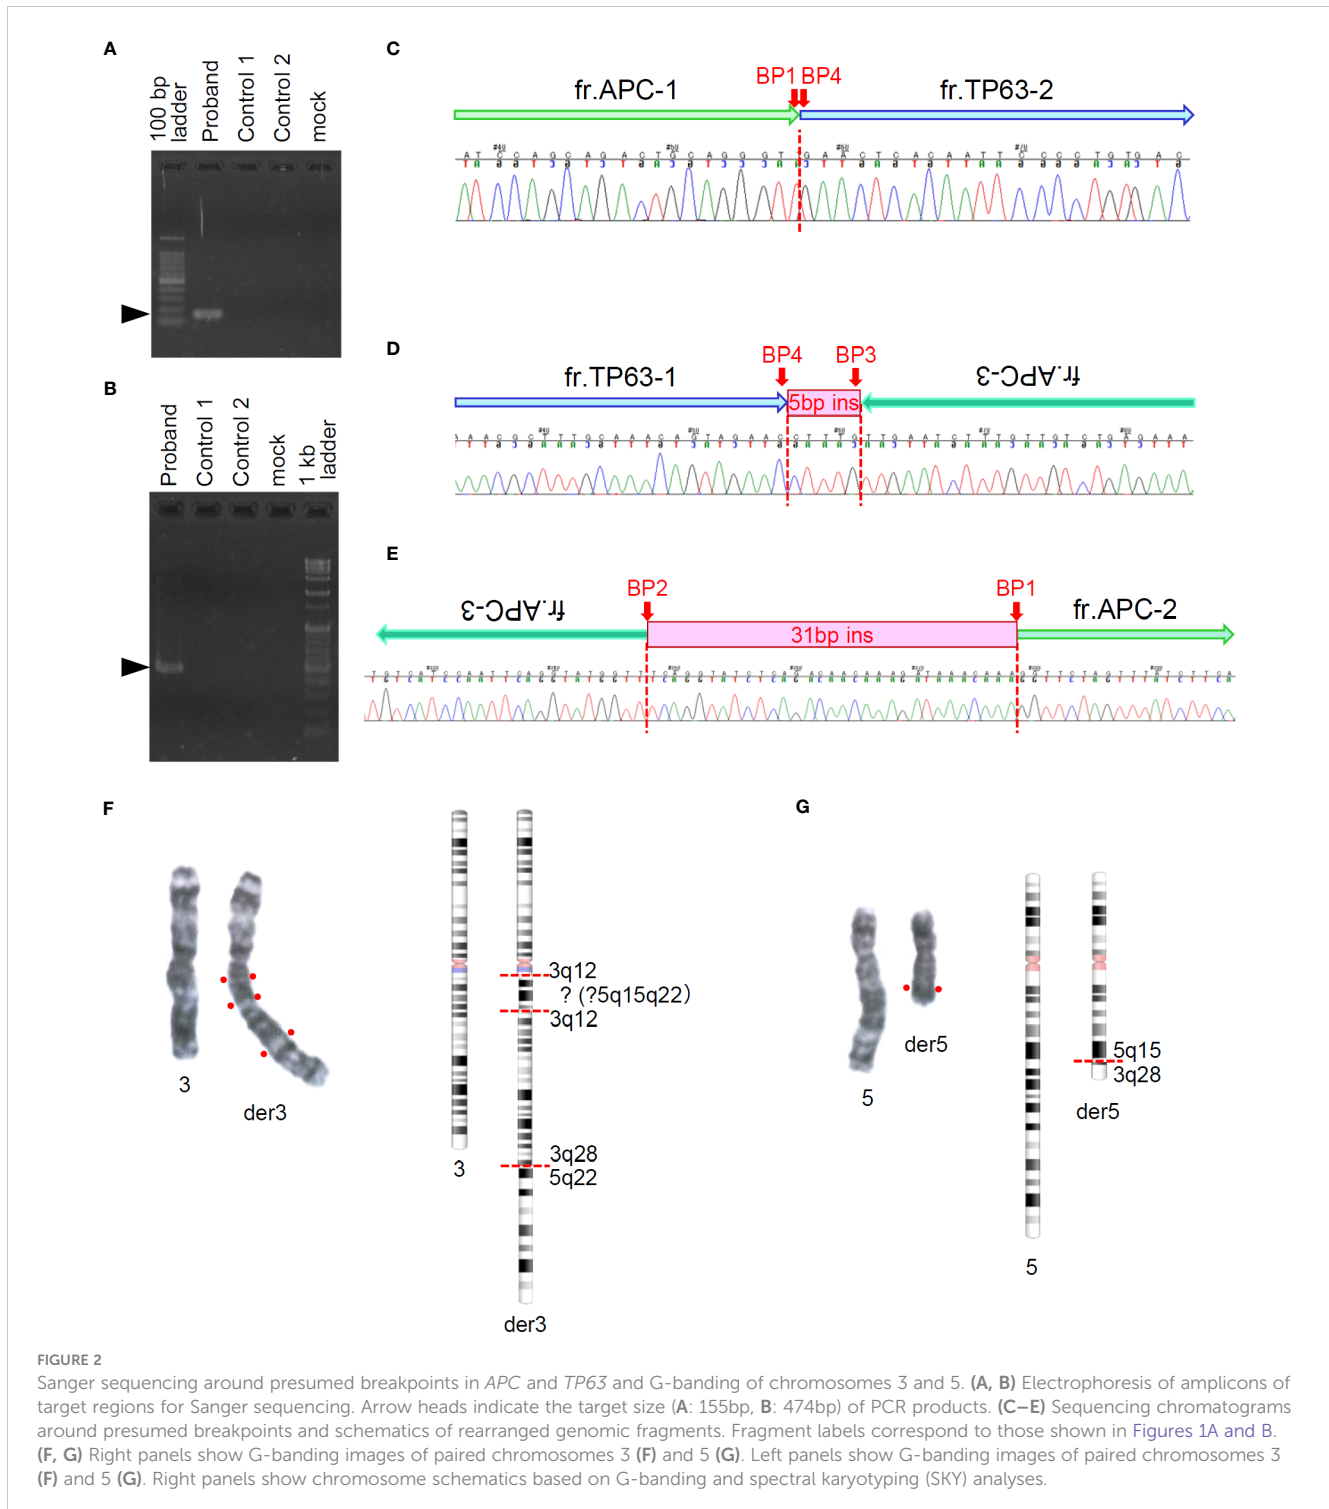 A
100 bp
ladder
Proband
Control 1
Control 2
mock
B
Proband
Control 1
Control 2
mock
1 kb
ladder
C
BP1 BP4
fr.APC-1
fr.TP63-2
D
BP4
BP3
fr.TP63-1
fr.APC-3
5bp ins
E
BP2
BP1
fr.APC-3
fr.APC-2
31bp ins
F
3
der3
3q12
? (?5q15q22)
3q12
3q28
5q22
3
der3
G
5
der5
5q15
3q28
der5
5
FIGURE 2
Sanger sequencing around presumed breakpoints in APC and TP63 and G-banding of chromosomes 3 and 5. (A, B) Electrophoresis of amplicons of
target regions for Sanger sequencing. Arrow heads indicate the target size (A: 155bp, B: 474bp) of PCR products. (C–E) Sequencing chromatograms
around presumed breakpoints and schematics of rearranged genomic fragments. Fragment labels correspond to those shown in Figures 1A and B.
(F, G) Right panels show G-banding images of paired chromosomes 3 (F) and 5 (G). Left panels show G-banding images of paired chromosomes 3
(F) and 5 (G). Right panels show chromosome schematics based on G-banding and spectral karyotyping (SKY) analyses.